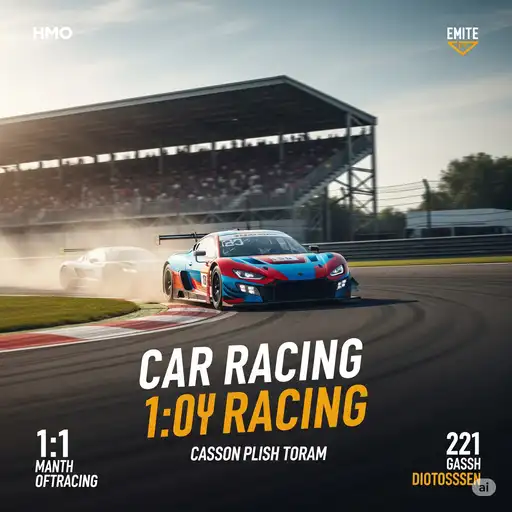 HMO
EMITE
CAR RACING
1:0Y RACING
CASSON PLISH TORAM
1:1
MANTH
OFTRACING
221
GASSH
DIOTOSSSEN
ai